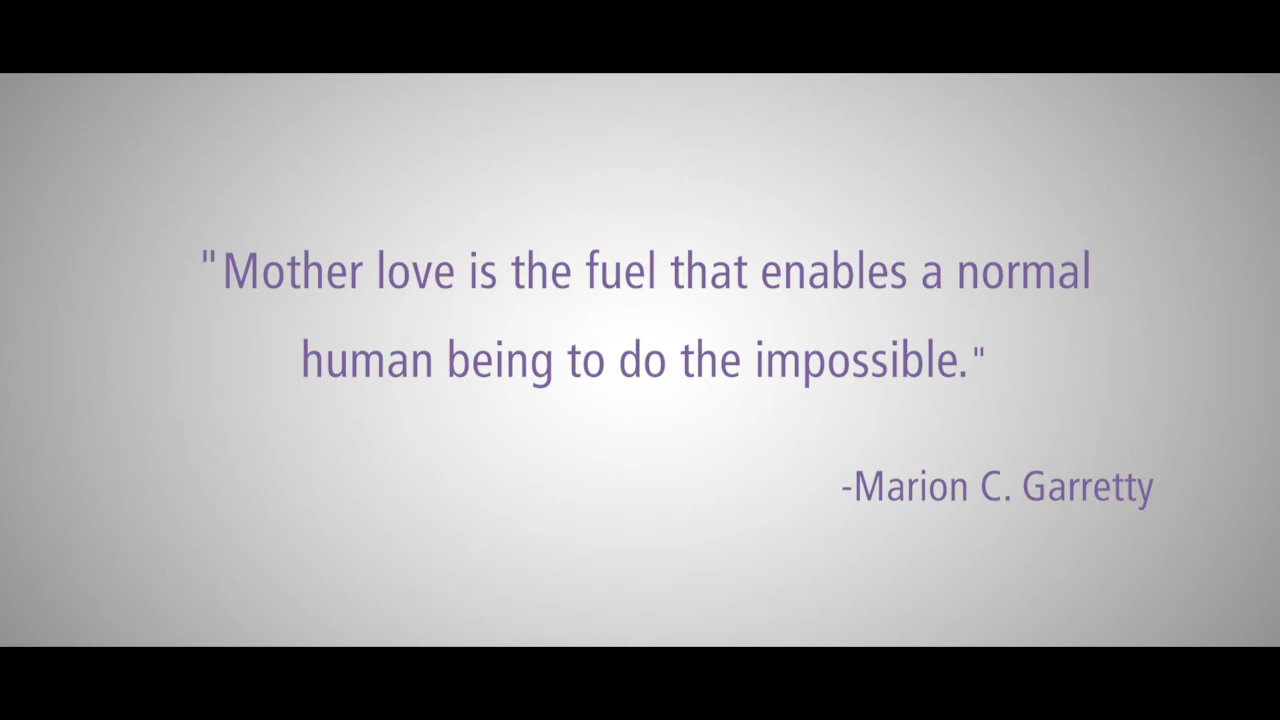 "Mother love is the fuel that enables a normal
human being to do the impossible."
-Marion C. Garretty